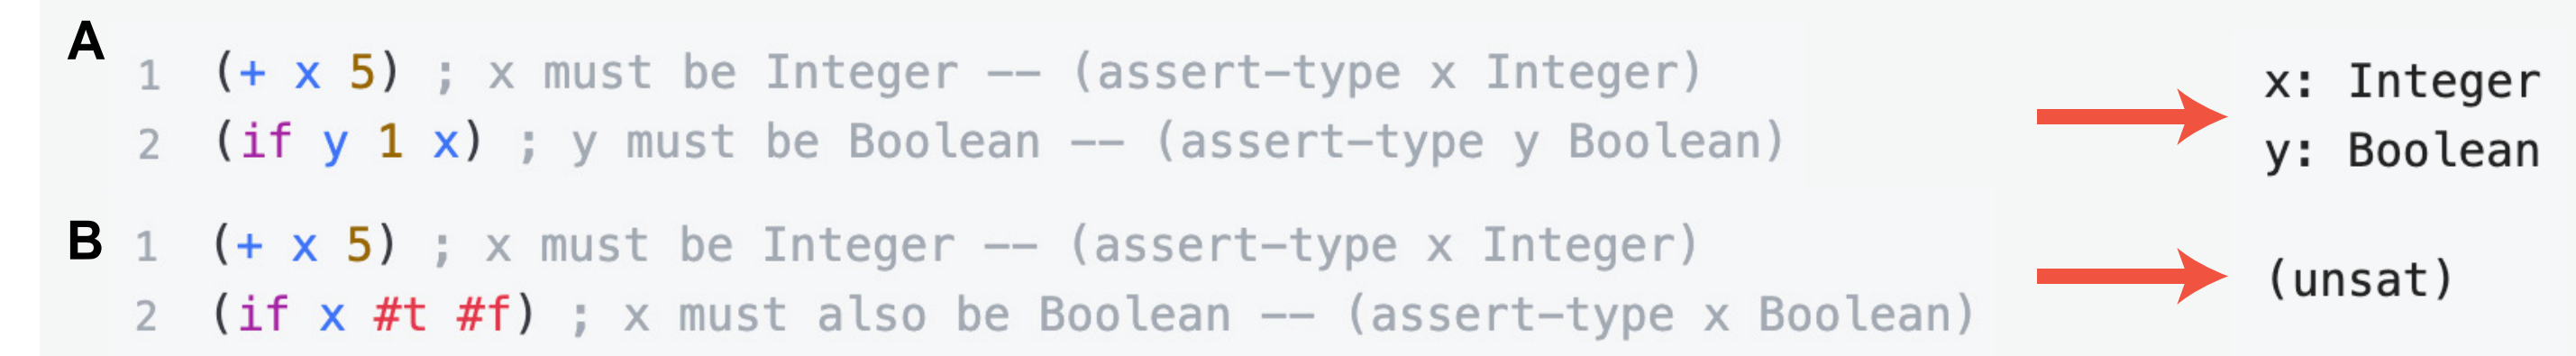 A
1 (+ x 5) ; x must be Integer -- (assert-type x Integer)
2 (if y 1 x) ; y must be Boolean -- (assert-type y Boolean)
x: Integer
y: Boolean
B
1 (+ x 5) ; x must be Integer -- (assert-type x Integer)
2 (if x #t #f) ; x must also be Boolean -- (assert-type x Boolean)
(unsat)